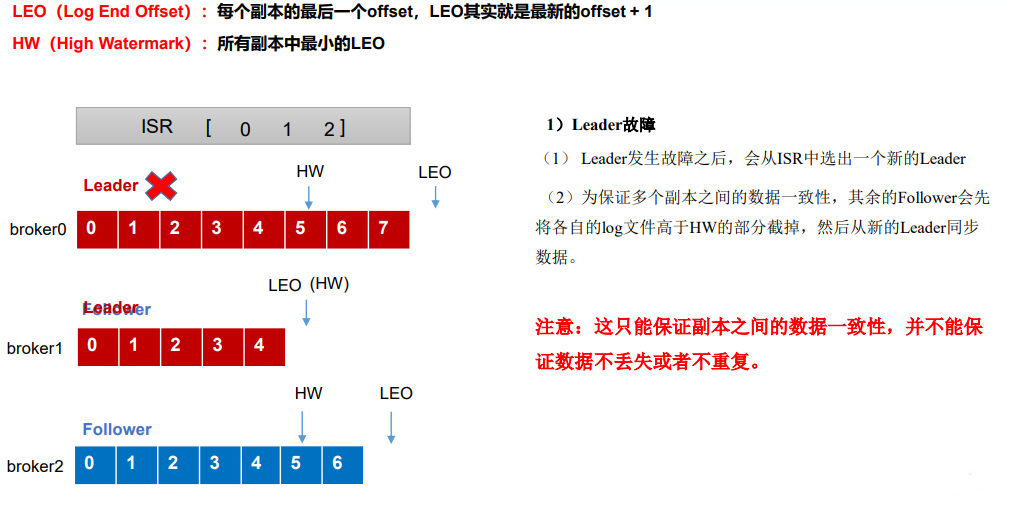 LEO（Log End Offset）：每个副本的最后一个offset，LEO其实就是最新的offset + 1
HW（High Watermark）：所有副本中最小的LEO
ISR [ 0 1 2 ]
HW
LEO
Leader
broker0
0 1 2 3 4 5 6 7
LEO（HW）
Leader
Follower
broker1
0 1 2 3 4
HW
LEO
Follower
broker2
0 1 2 3 4 5 6
1）Leader故障
（1） Leader发生故障之后，会从ISR中选出一个新的Leader
（2）为保证多个副本之间的数据一致性，其余的Follower会先
将各自的log文件高于HW的部分截掉，然后从新的Leader同步
数据。
注意：这只能保证副本之间的数据一致性，并不能保
证数据不丢失或者不重复。